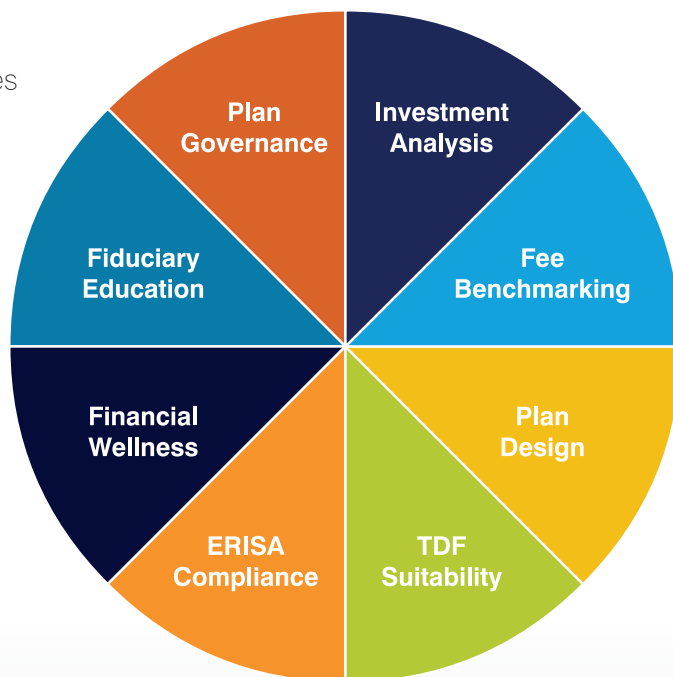 Plan
Governance
Investment
Analysis
Fiduciary
Education
Fee
Benchmarking
Financial
Wellness
Plan
Design
ERISA
Compliance
TDF
Suitability